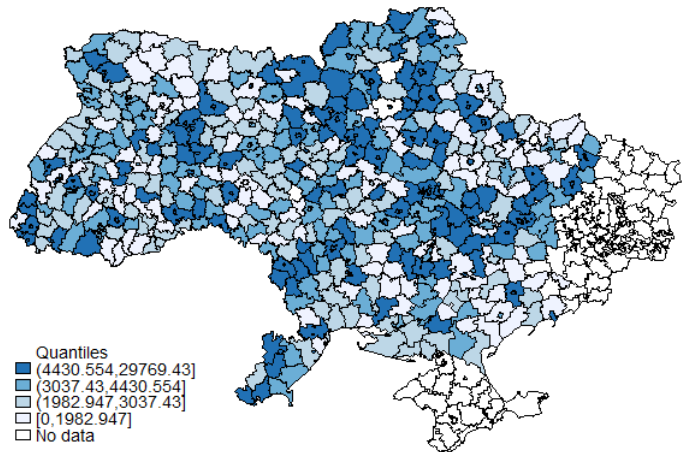 Quantiles
(4430.554,29769.43]
(3037.43,4430.554]
(1982.947,3037.43]
[0,1982.947]
No data